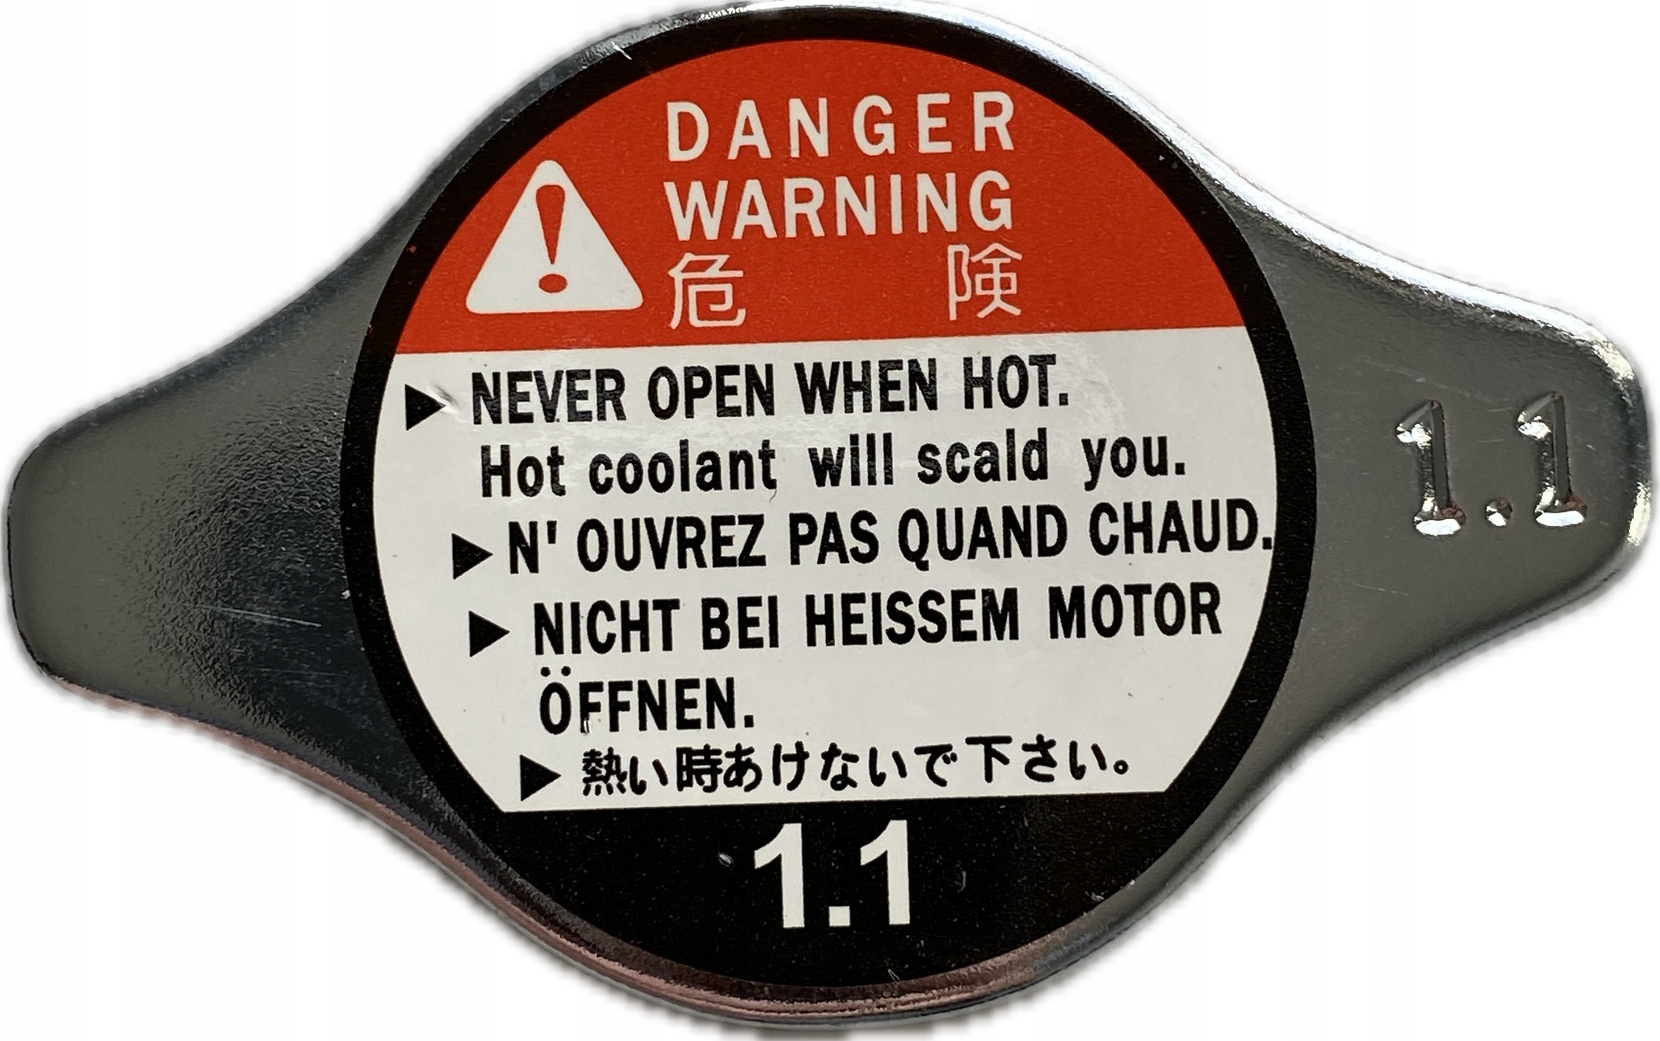 DANGER
WARNING
危 険
▶ NEVER OPEN WHEN HOT.
Hot coolant will scald you.
▶ N' OUVREZ PAS QUAND CHAUD.
▶ NICHT BEI HEISSEM MOTOR
ÖFFNEN.
▶ 熱い時あけないで下さい。
1.1
1.1